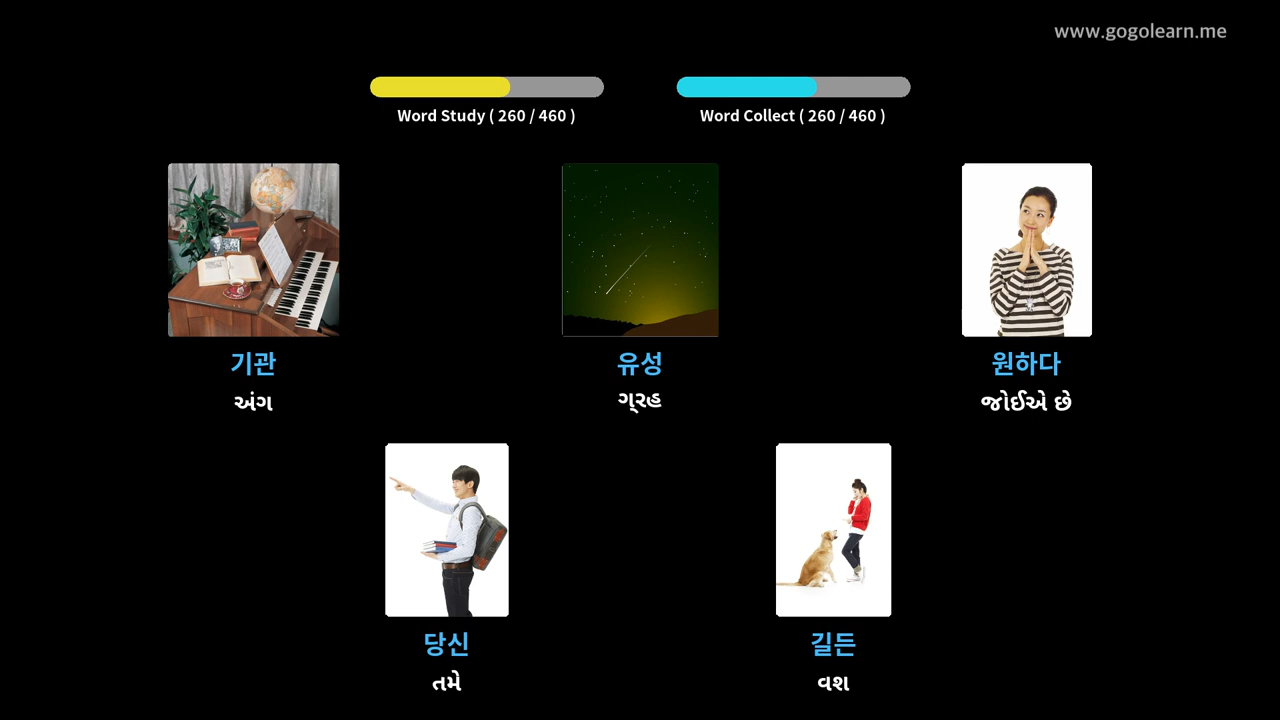 www.gogolearn.me
Word Study ( 260 / 460 )
Word Collect ( 260 / 460 )
기관
અંગ
유성
ગ્રહ
원하다
જોઈએ છે
당신
તમે
길든
વશ